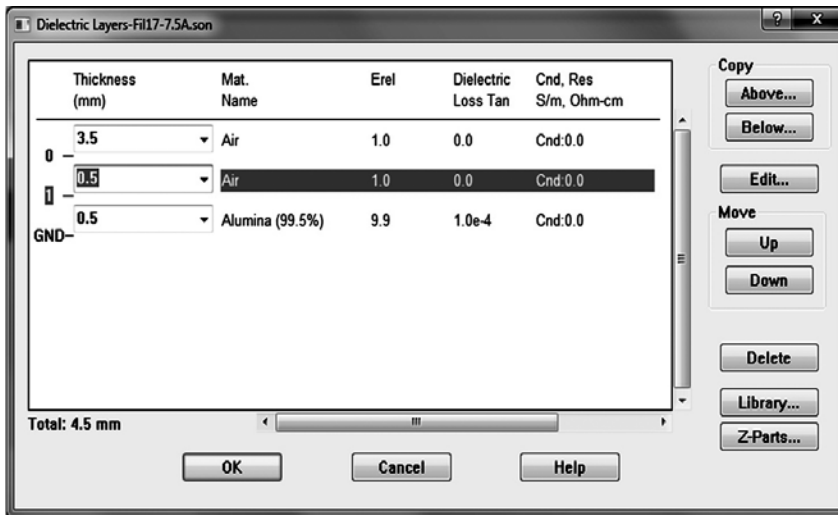 Dielectric Layers-Fil17-7.5A.son
Thickness (mm) Mat. Name Erel Dielectric Loss Tan Cnd, Res S/m, Ohm-cm
3.5 Air 1.0 0.0 Cnd:0.0
0
0.5 Air 1.0 0.0 Cnd:0.0
1
0.5 Alumina (99.5%) 9.9 1.0e-4 Cnd:0.0
GND
Total: 4.5 mm
OK Cancel Help
Copy
Above...
Below...
Edit...
Move
Up
Down
Delete
Library...
Z-Parts...